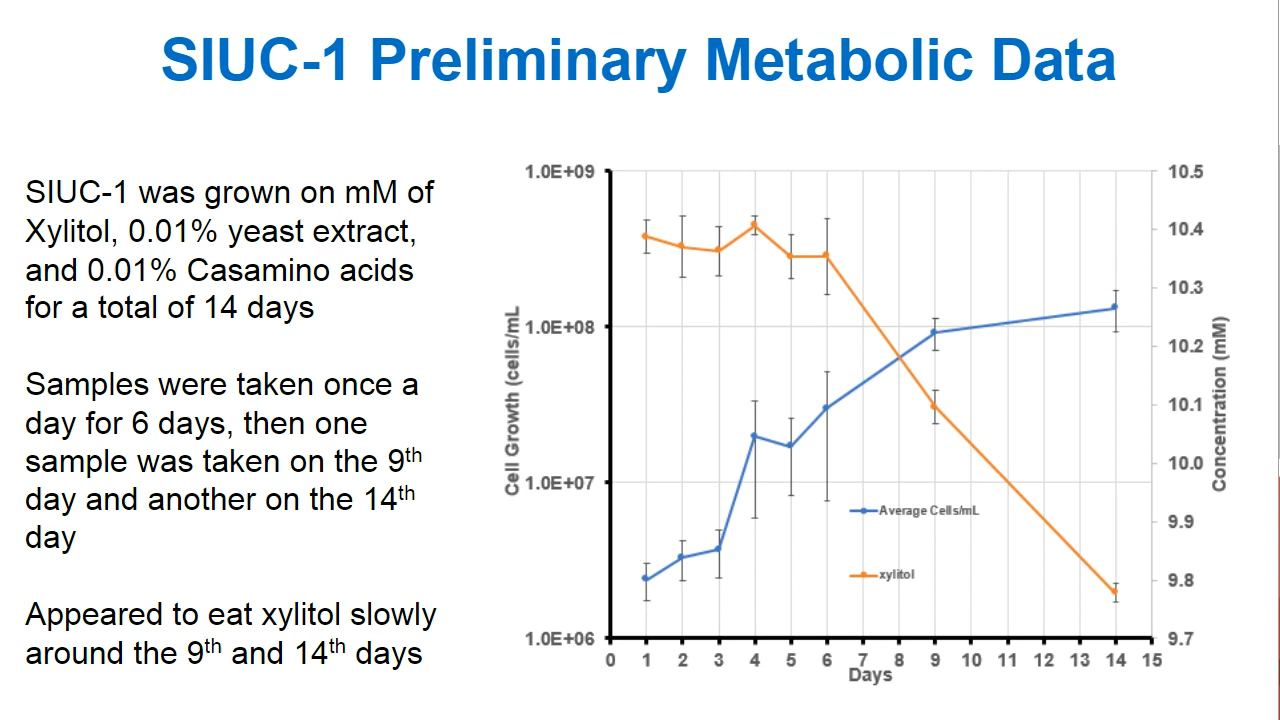 SIUC-1 Preliminary Metabolic Data
SIUC-1 was grown on mM of
Xylitol, 0.01% yeast extract,
and 0.01% Casamino acids
for a total of 14 days
Samples were taken once a
day for 6 days, then one
sample was taken on the 9th
day and another on the 14th
day
Appeared to eat xylitol slowly
around the 9th and 14th days
Cell Growth (cells/mL
1.0E+09
1.0E+08
1.0E+07
1.0E+06
Average Cells/mL
xylitol
10.5
10.4
10.3
10.2
10.1
10.0
9.9
9.8
9.7
Concentration (mM)
0 1 2 3 4 5 6 7 8 9 10 11 12 13 14 15
Days